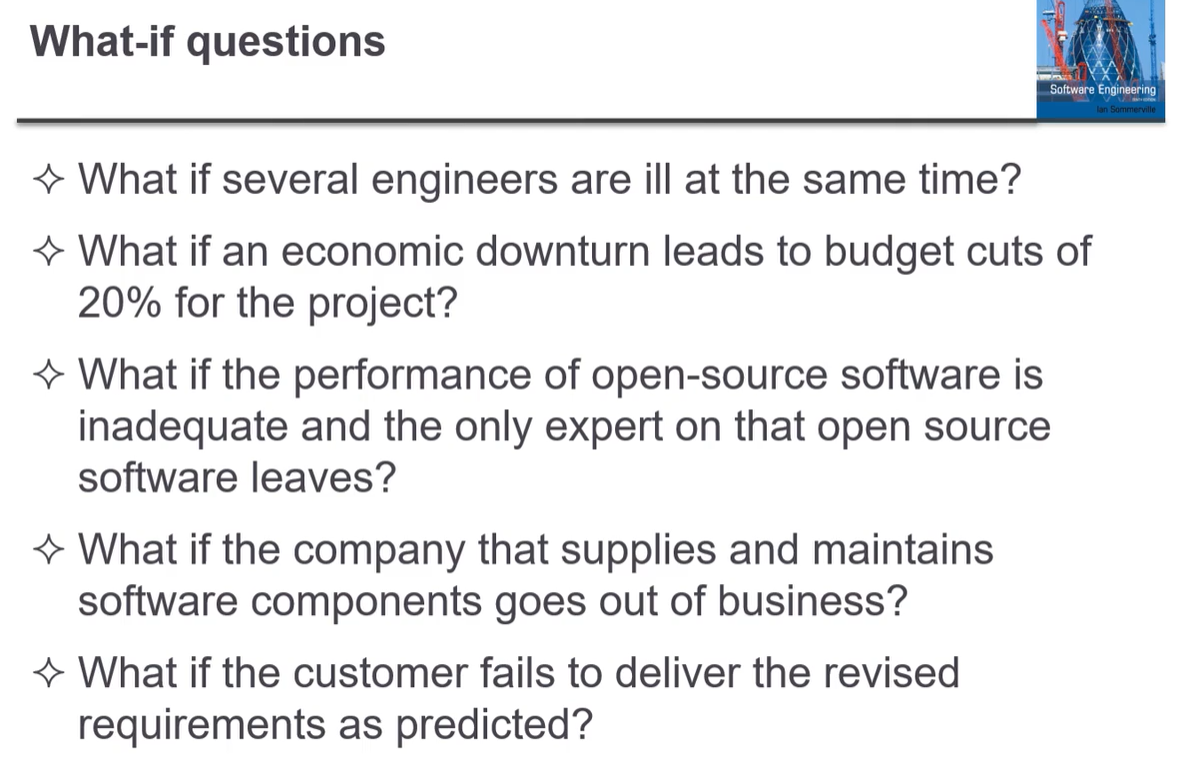 What-if questions
Software Engineering
Ian Sommerville
✧ What if several engineers are ill at the same time?
✧ What if an economic downturn leads to budget cuts of
20% for the project?
✧ What if the performance of open-source software is
inadequate and the only expert on that open source
software leaves?
✧ What if the company that supplies and maintains
software components goes out of business?
✧ What if the customer fails to deliver the revised
requirements as predicted?